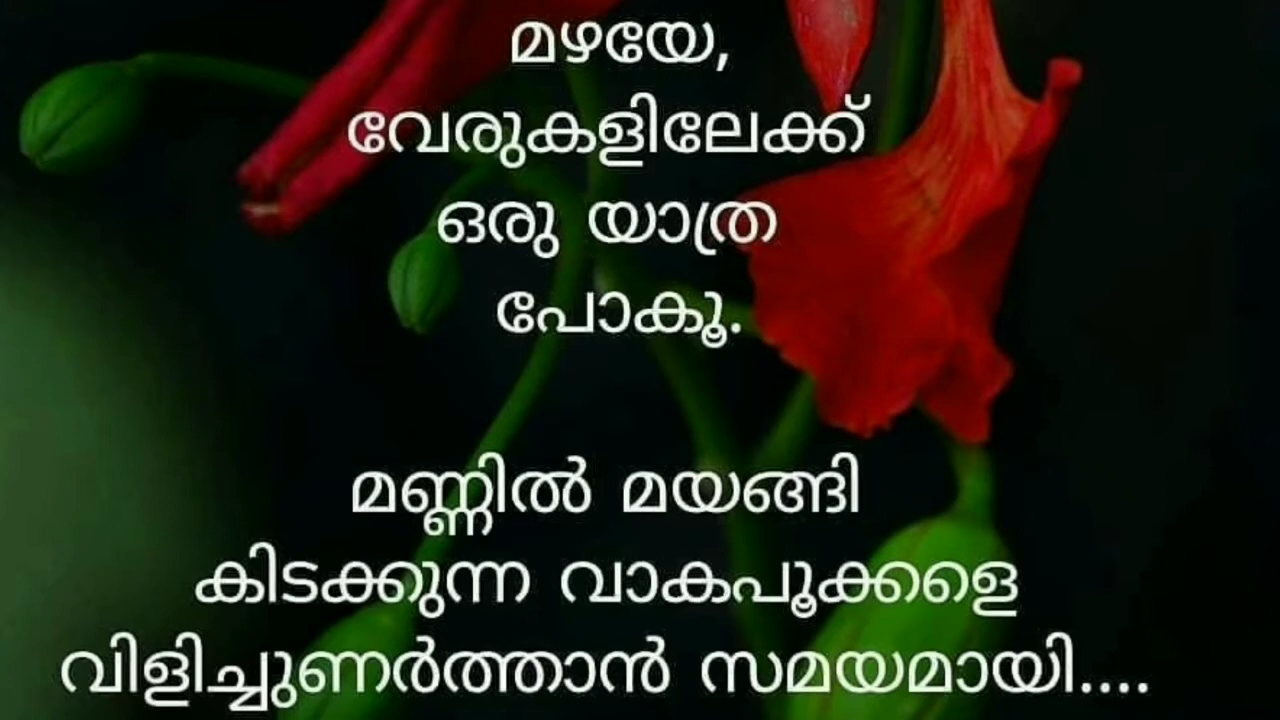 മഴയേ,
വേരുകളിലേക്ക്
ഒരു യാത്ര
പോകൂ.
മണ്ണിൽ മയങ്ങി
കിടക്കുന്ന വാകപൂക്കളെ
വിളിച്ചുണർത്താൻ സമയമായി....